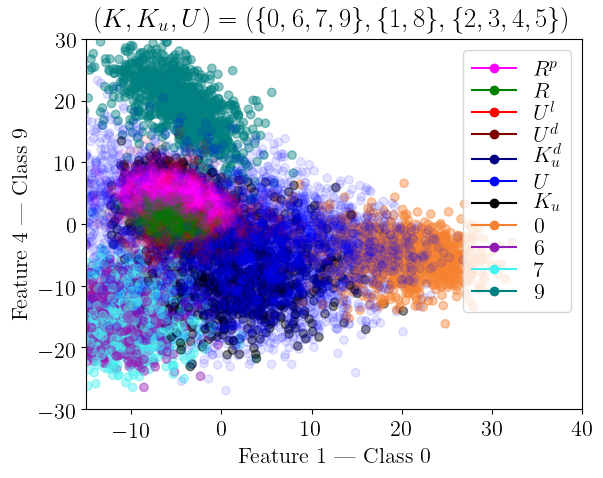 (K, K_u, U) = ({0, 6, 7, 9}, {1, 8}, {2, 3, 4, 5})
30
20
10
0
−10
−20
−30
Feature 4 — Class 9
R^p
R
U^l
U^d
K_u^d
U
K_u
0
6
7
9
−10
0
10
20
30
40
Feature 1 — Class 0